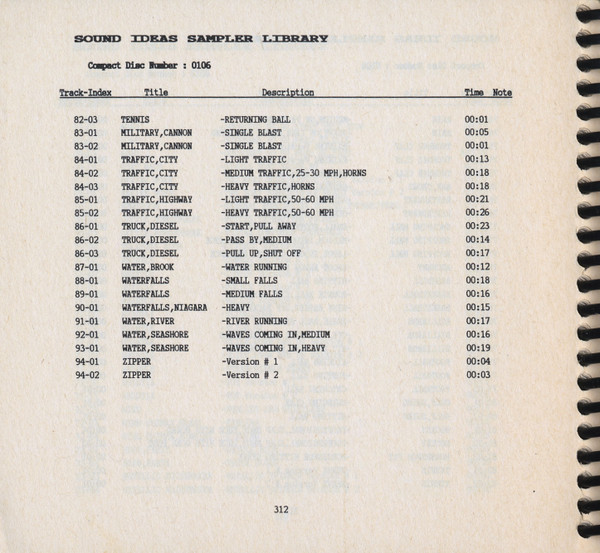 SOUND IDEAS SAMPLER LIBRARY
Compact Disc Number : 0106
Track-Index Title Description Time Note
82-03 TENNIS -RETURNING BALL 00:01
83-01 MILITARY,CANNON -SINGLE BLAST 00:05
83-02 MILITARY,CANNON -SINGLE BLAST 00:01
84-01 TRAFFIC,CITY -LIGHT TRAFFIC 00:13
84-02 TRAFFIC,CITY -MEDIUM TRAFFIC,25-30 MPH,HORNS 00:18
84-03 TRAFFIC,CITY -HEAVY TRAFFIC,HORNS 00:18
85-01 TRAFFIC,HIGHWAY -LIGHT TRAFFIC,50-60 MPH 00:21
85-02 TRAFFIC,HIGHWAY -HEAVY TRAFFIC,50-60 MPH 00:26
86-01 TRUCK,DIESEL -START,PULL AWAY 00:23
86-02 TRUCK,DIESEL -PASS BY,MEDIUM 00:14
86-03 TRUCK,DIESEL -PULL UP,SHUT OFF 00:17
87-01 WATER,BROOK -WATER RUNNING 00:12
88-01 WATERFALLS -SMALL FALLS 00:18
89-01 WATERFALLS -MEDIUM FALLS 00:16
90-01 WATERFALLS,NIAGARA -HEAVY 00:15
91-01 WATER,RIVER -RIVER RUNNING 00:17
92-01 WATER,SEASHORE -WAVES COMING IN,MEDIUM 00:16
93-01 WATER,SEASHORE -WAVES COMING IN,HEAVY 00:19
94-01 ZIPPER -Version # 1 00:04
94-02 ZIPPER -Version # 2 00:03
312